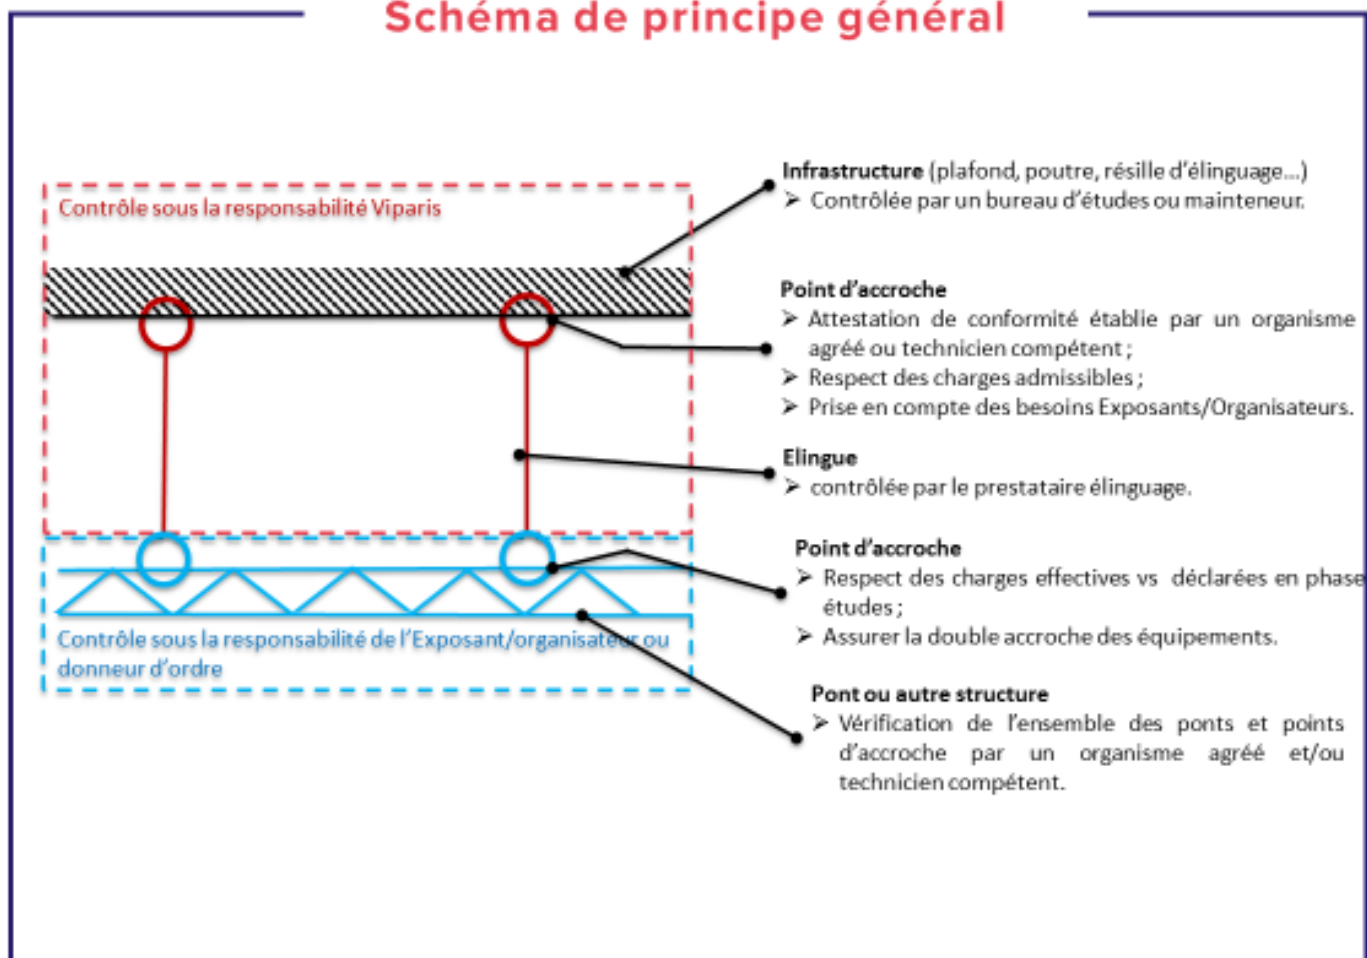 Schéma de principe général
Contrôle sous la responsabilité Viparis
Infrastructure (plafond, poutre, résille d'élinguage...)
➢ Contrôlée par un bureau d'études ou mainteneur.
Point d'accroche
➢ Attestation de conformité établie par un organisme
agréé ou technicien compétent ;
➢ Respect des charges admissibles ;
➢ Prise en compte des besoins Exposants/Organisateurs.
Elingue
➢ contrôlée par le prestataire élinguage.
Point d'accroche
➢ Respect des charges effectives vs déclarées en phase
études ;
➢ Assurer la double accroche des équipements.
Contrôle sous la responsabilité de l'Exposant/organisateur ou
donneur d'ordre
Pont ou autre structure
➢ Vérification de l'ensemble des ponts et points
d'accroche par un organisme agréé et/ou
technicien compétent.